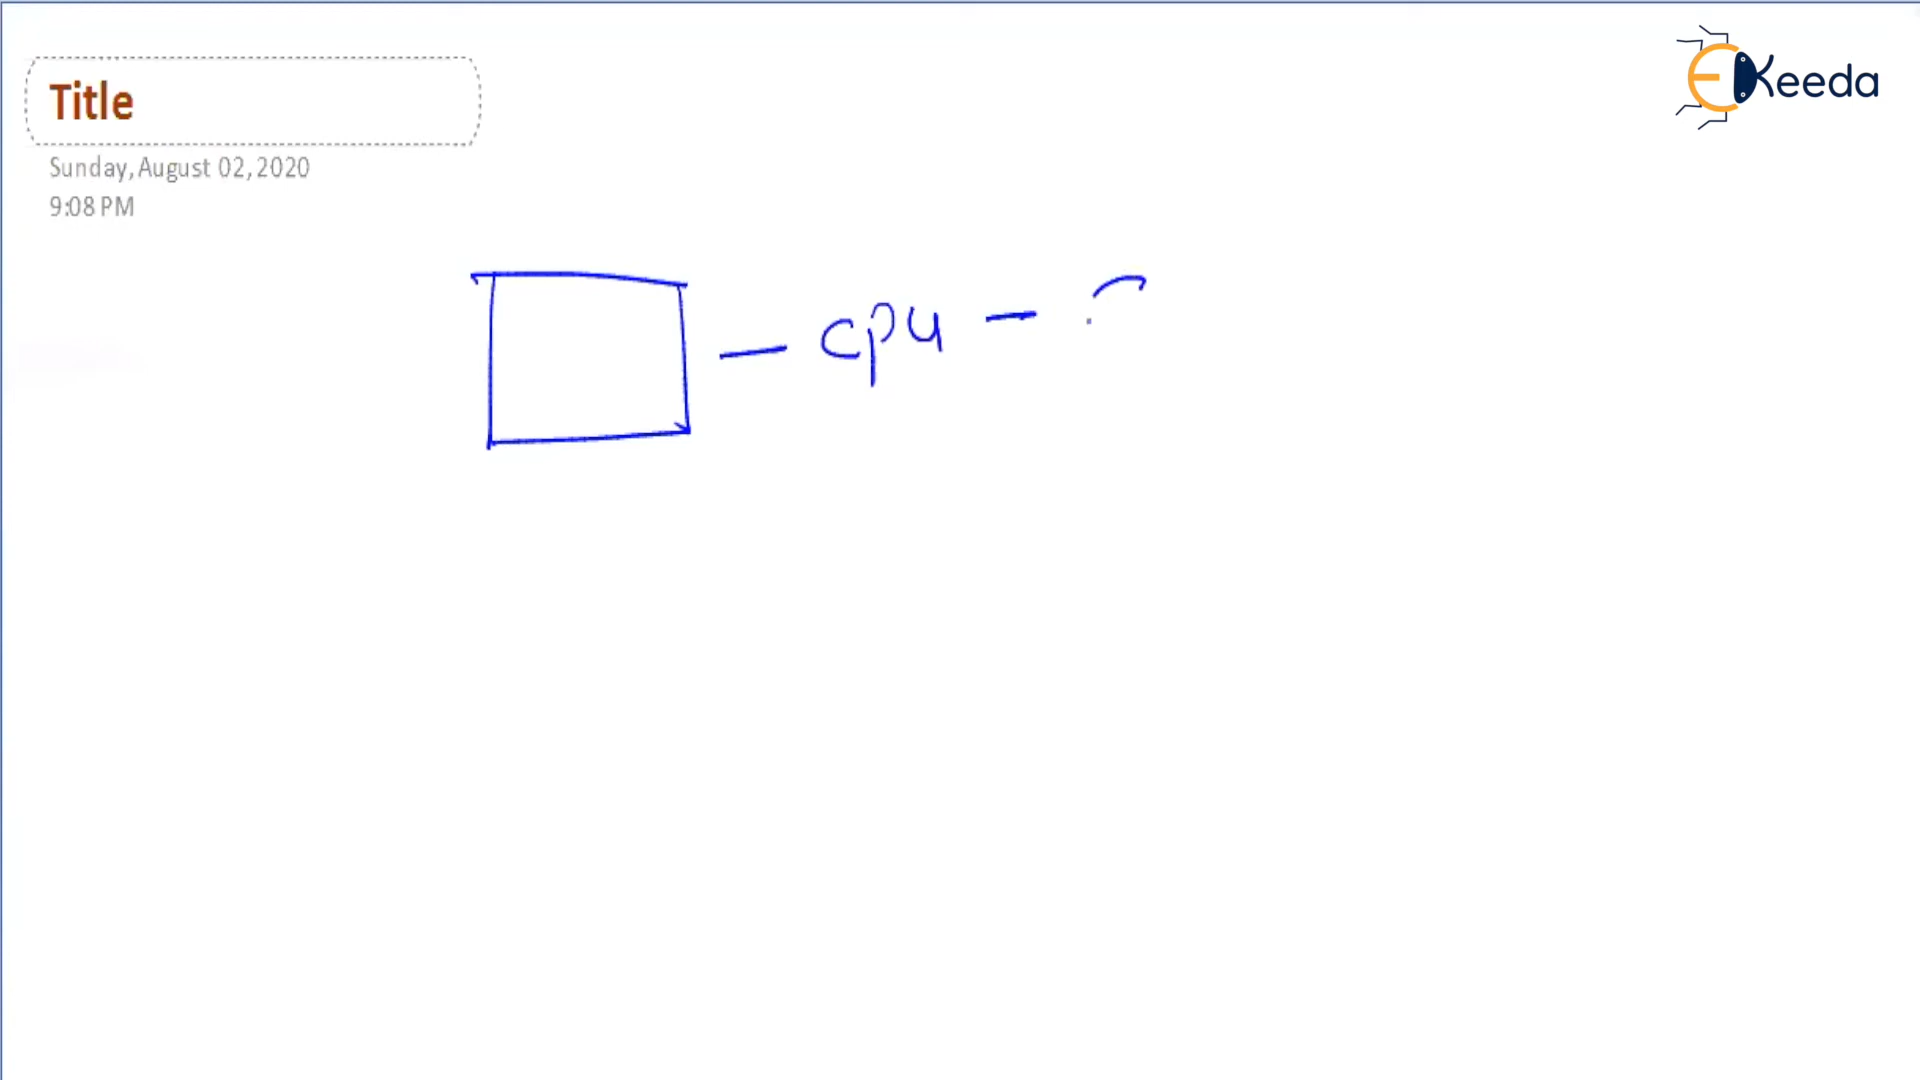 EKeeda
Title
Sunday, August 02, 2020
9:08 PM
— cpu —